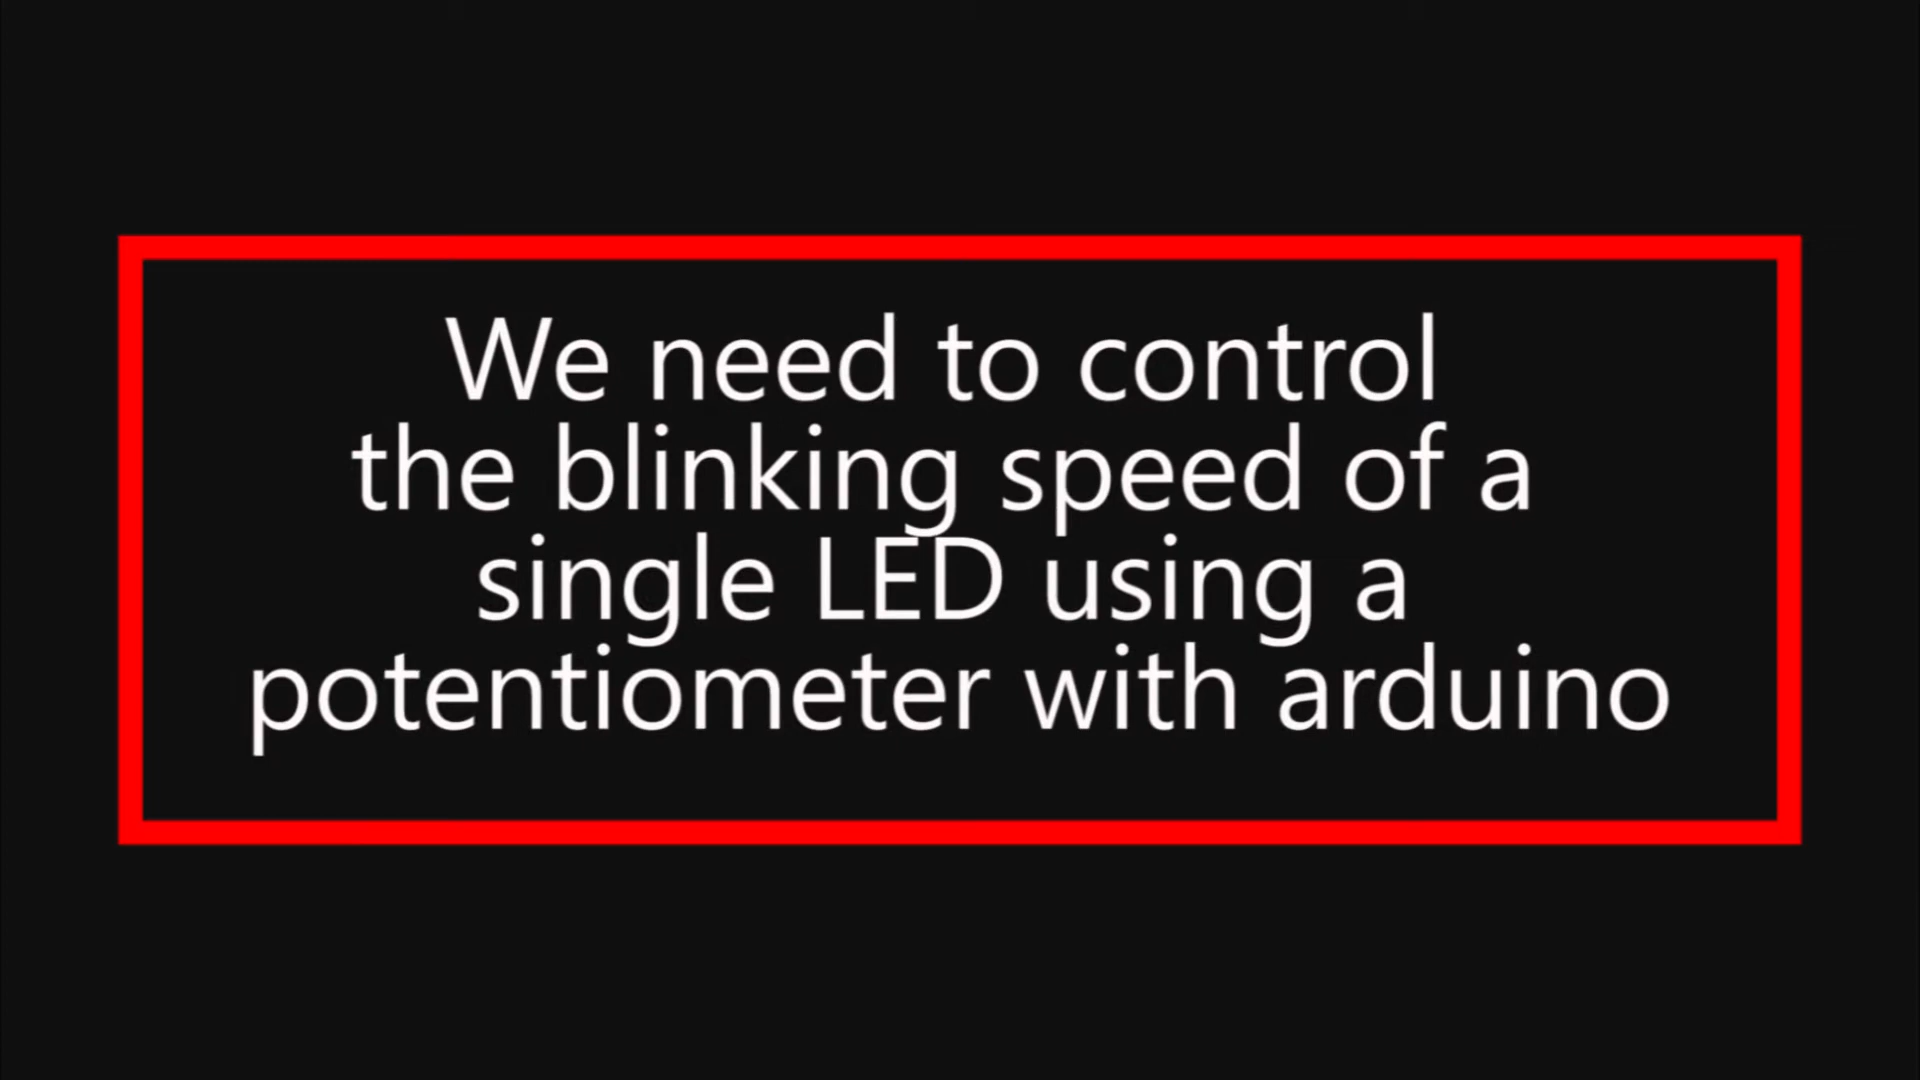 We need to control
the blinking speed of a
single LED using a
potentiometer with arduino